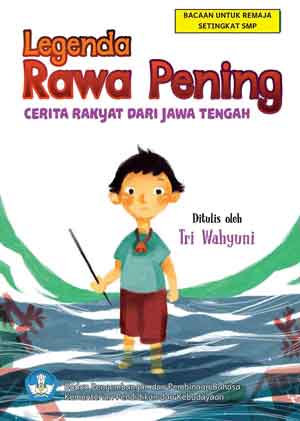 BACAAN UNTUK REMAJA
SETINGKAT SMP
Legenda
Rawa Pening
CERITA RAKYAT DARI JAWA TENGAH
Ditulis oleh
Tri Wahyuni
Badan Pengembangan dan Pembinaan Bahasa
Kementerian Pendidikan dan Kebudayaan